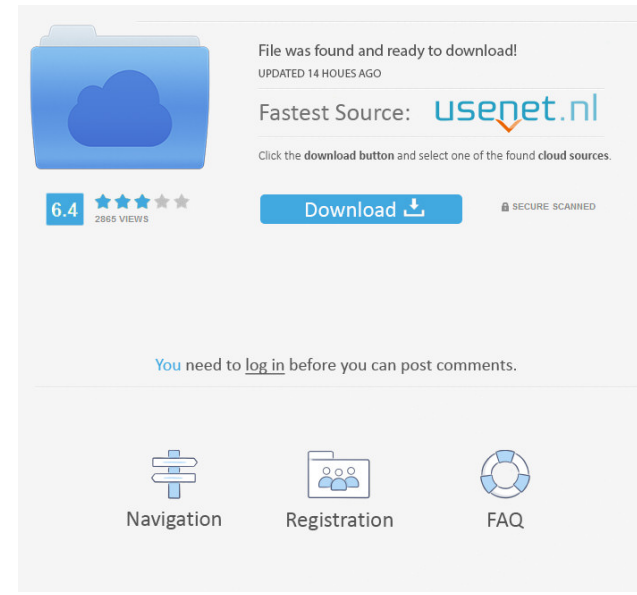 File was found and ready to download!
UPDATED 14 HOUES AGO
Fastest Source: usenet.nl
Click the download button and select one of the found cloud sources.
6.4
2865 VIEWS
Download
SECURE SCANNED
You need to log in before you can post comments.
Navigation
Registration
FAQ